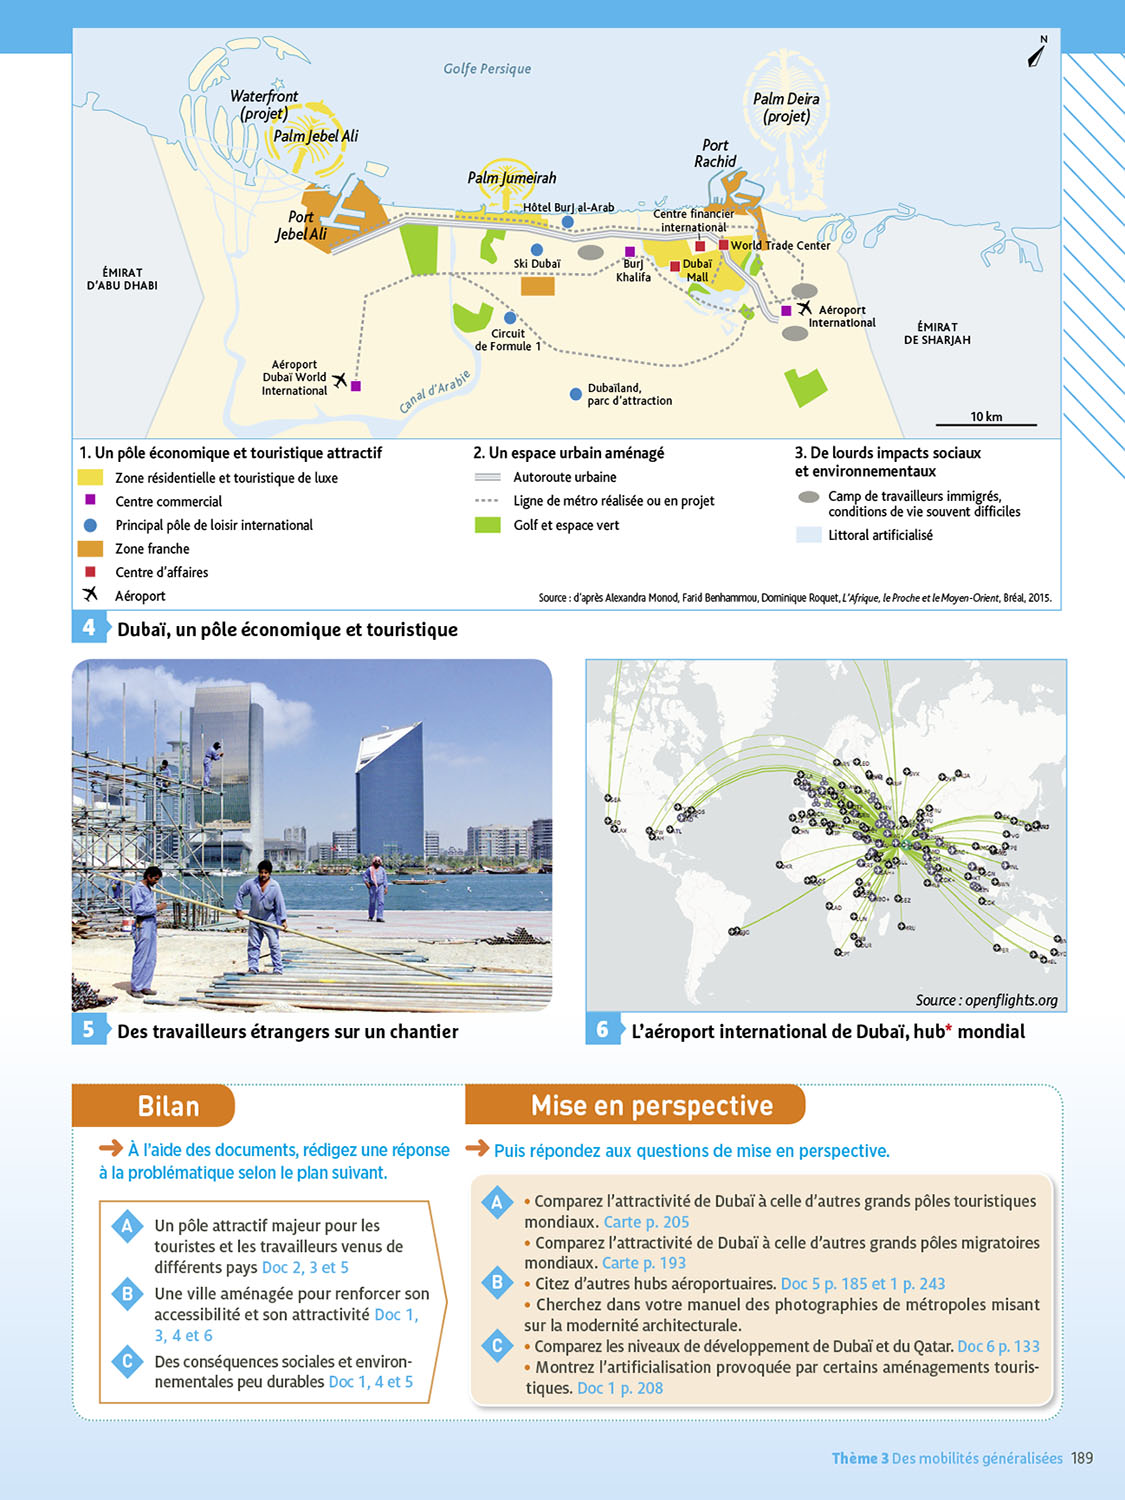 N
Golfe Persique
Waterfront
(projet)
Palm Jebel Ali
Palm Deira
(projet)
Port
Rachid
Palm Jumeirah
Hôtel Burj al-Arab
Centre financier
international
Port
Jebel Ali
World Trade Center
Ski Dubaï
Burj
Khalifa
Dubaï
Mall
ÉMIRAT
D'ABU DHABI
Aéroport
International
ÉMIRAT
DE SHARJAH
Circuit
de Formule 1
Aéroport
Dubaï World
International
Canal d'Arabie
Dubaïland,
parc d'attraction
10 km
1. Un pôle économique et touristique attractif
Zone résidentielle et touristique de luxe
Centre commercial
Principal pôle de loisir international
Zone franche
Centre d'affaires
Aéroport
2. Un espace urbain aménagé
Autoroute urbaine
Ligne de métro réalisée ou en projet
Golf et espace vert
3. De lourds impacts sociaux
et environnementaux
Camp de travailleurs immigrés,
conditions de vie souvent difficiles
Littoral artificialisé
Source : d'après Alexandra Monod, Farid Benhammou, Dominique Roquet, L'Afrique, le Proche et le Moyen-Orient, Bréal, 2015.
4 Dubaï, un pôle économique et touristique
Source : openflights.org
5 Des travailleurs étrangers sur un chantier
6 L'aéroport international de Dubaï, hub* mondial
Bilan
➔ À l'aide des documents, rédigez une réponse
à la problématique selon le plan suivant.
A Un pôle attractif majeur pour les
touristes et les travailleurs venus de
différents pays Doc 2, 3 et 5
B Une ville aménagée pour renforcer son
accessibilité et son attractivité Doc 1,
3, 4 et 6
C Des conséquences sociales et environ-
nementales peu durables Doc 1, 4 et 5
Mise en perspective
➔ Puis répondez aux questions de mise en perspective.
A • Comparez l'attractivité de Dubaï à celle d'autres grands pôles touristiques
mondiaux. Carte p. 205
• Comparez l'attractivité de Dubaï à celle d'autres grands pôles migratoires
mondiaux. Carte p. 193
B • Citez d'autres hubs aéroportuaires. Doc 5 p. 185 et 1 p. 243
• Cherchez dans votre manuel des photographies de métropoles misant
sur la modernité architecturale.
C • Comparez les niveaux de développement de Dubaï et du Qatar. Doc 6 p. 133
• Montrez l'artificialisation provoquée par certains aménagements touris-
tiques. Doc 1 p. 208
Thème 3 Des mobilités généralisées 189